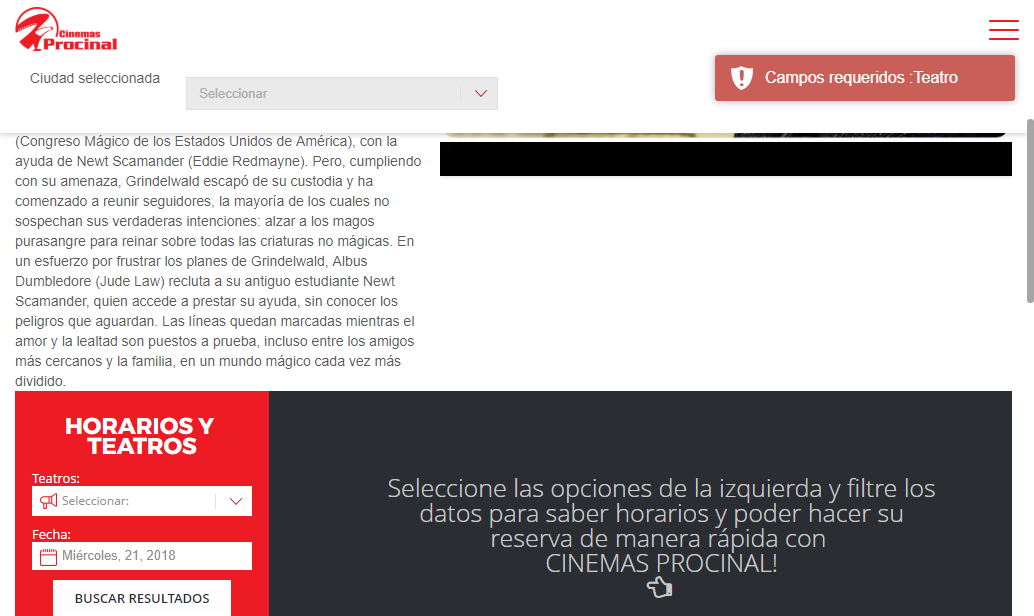 Cinemas
Procinal
Ciudad seleccionada
Seleccionar
Campos requeridos :Teatro
(Congreso Mágico de los Estados Unidos de América), con la
ayuda de Newt Scamander (Eddie Redmayne). Pero, cumpliendo
con su amenaza, Grindelwald escapó de su custodia y ha
comenzado a reunir seguidores, la mayoría de los cuales no
sospechan sus verdaderas intenciones: alzar a los magos
purasangre para reinar sobre todas las criaturas no mágicas. En
un esfuerzo por frustrar los planes de Grindelwald, Albus
Dumbledore (Jude Law) recluta a su antiguo estudiante Newt
Scamander, quien accede a prestar su ayuda, sin conocer los
peligros que aguardan. Las líneas quedan marcadas mientras el
amor y la lealtad son puestos a prueba, incluso entre los amigos
más cercanos y la familia, en un mundo mágico cada vez más
dividido.
HORARIOS Y
TEATROS
Teatros:
Seleccionar:
Fecha:
Miércoles, 21, 2018
BUSCAR RESULTADOS
Seleccione las opciones de la izquierda y filtre los
datos para saber horarios y poder hacer su
reserva de manera rápida con
CINEMAS PROCINAL!